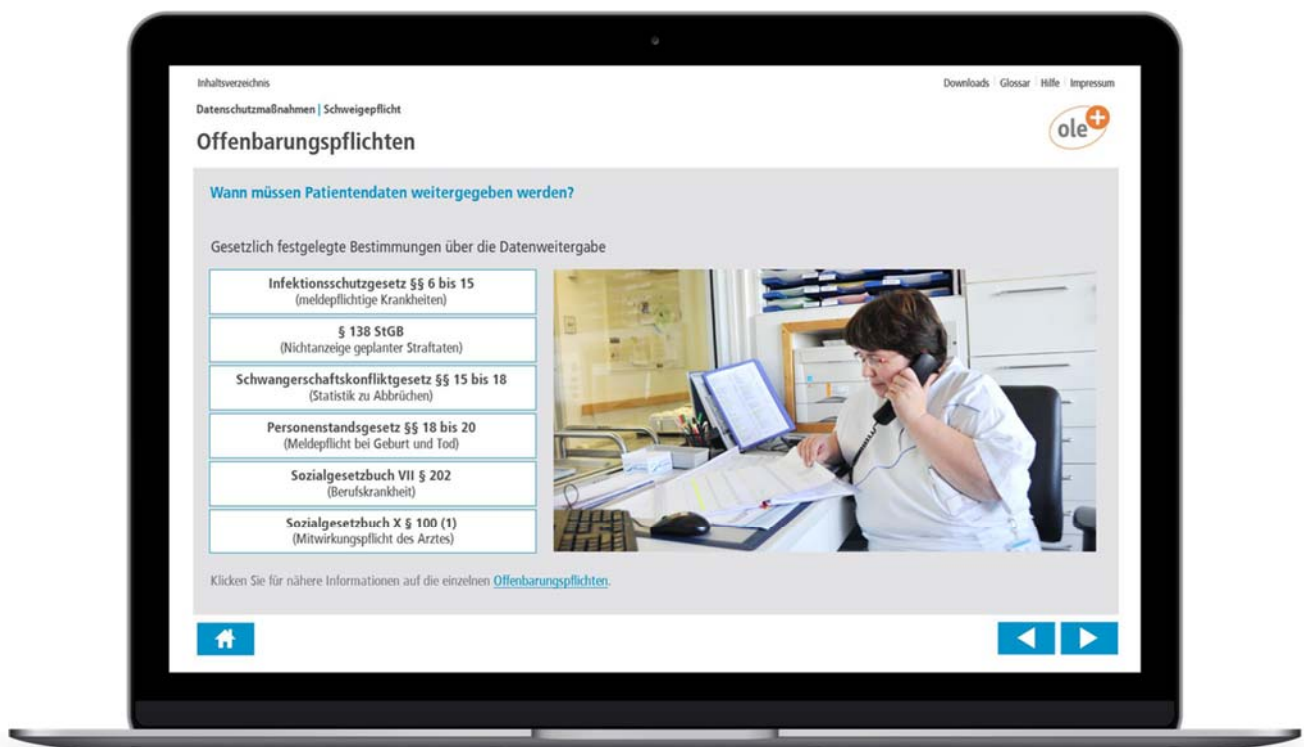 Inhaltsverzeichnis
Downloads Glossar Hilfe Impressum
Datenschutzmaßnahmen | Schweigepflicht
Offenbarungspflichten
ole+
Wann müssen Patientendaten weitergegeben werden?
Gesetzlich festgelegte Bestimmungen über die Datenweitergabe
Infektionsschutzgesetz §§ 6 bis 15
(meldepflichtige Krankheiten)
§ 138 StGB
(Nichtanzeige geplanter Straftaten)
Schwangerschaftskonfliktgesetz §§ 15 bis 18
(Statistik zu Abbrüchen)
Personenstandsgesetz §§ 18 bis 20
(Meldepflicht bei Geburt und Tod)
Sozialgesetzbuch VII § 202
(Berufskrankheit)
Sozialgesetzbuch X § 100 (1)
(Mitwirkungspflicht des Arztes)
Klicken Sie für nähere Informationen auf die einzelnen Offenbarungspflichten.